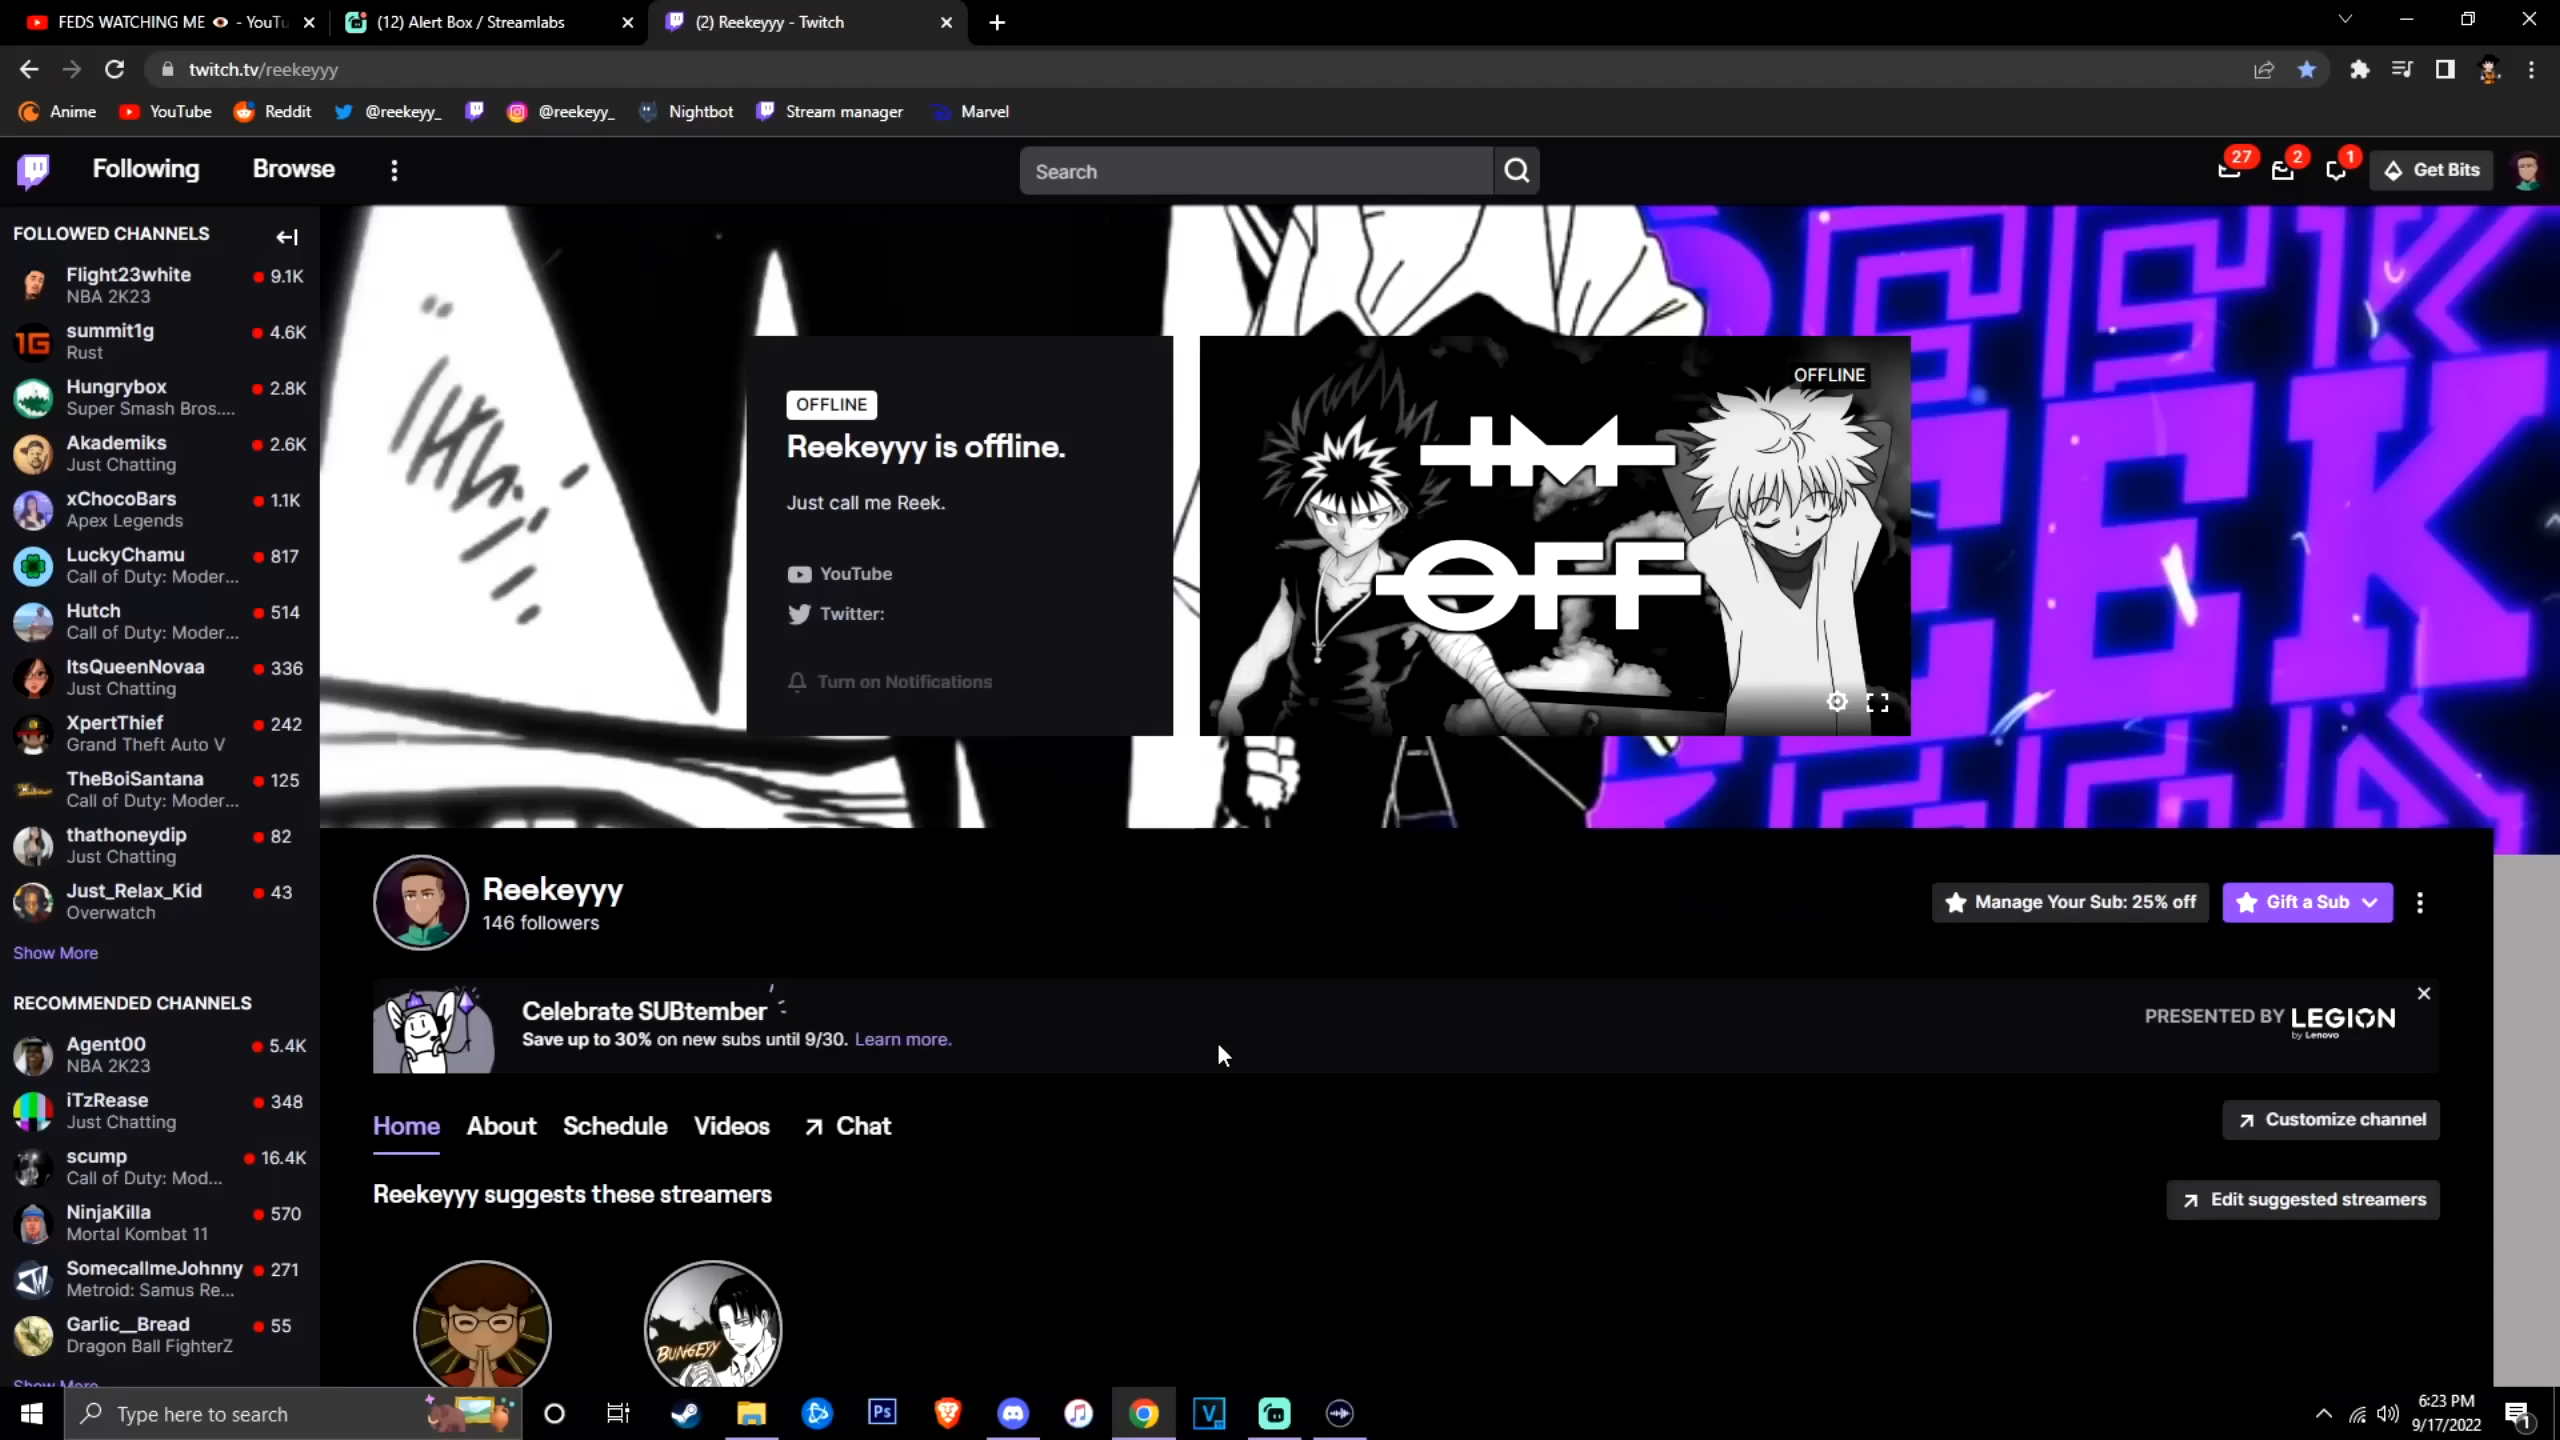 FEDS WATCHING ME 👁 - YouTu
(12) Alert Box / Streamlabs
(2) Reekeyyy - Twitch
twitch.tv/reekeyyy
Anime
YouTube
Reddit
@reekeyy_
@reekeyy_
Nightbot
Stream manager
Marvel
Following
Browse
Search
27
2
1
Get Bits
FOLLOWED CHANNELS
Flight23white
9.1K
NBA 2K23
1G
summit1g
4.6K
Rust
Hungrybox
2.8K
Super Smash Bros....
Akademiks
2.6K
Just Chatting
xChocoBars
1.1K
Apex Legends
LuckyChamu
817
Call of Duty: Moder...
Hutch
514
Call of Duty: Moder...
ItsQueenNovaa
336
Just Chatting
XpertThief
242
Grand Theft Auto V
TheBoiSantana
125
Call of Duty: Moder...
thathoneydip
82
Just Chatting
Just_Relax_Kid
43
Overwatch
Show More
RECOMMENDED CHANNELS
Agent00
5.4K
NBA 2K23
iTzRease
348
Just Chatting
scump
16.4K
Call of Duty: Mod...
NinjaKilla
570
Mortal Kombat 11
SomecallmeJohnny
271
Metroid: Samus Re...
Garlic__Bread
55
Dragon Ball FighterZ
Show More
OFFLINE
Reekeyyy is offline.
Just call me Reek.
YouTube
Twitter:
Turn on Notifications
OFFLINE
IM
OFF
Reekeyyy
146 followers
Manage Your Sub: 25% off
Gift a Sub
Celebrate SUBtember
Save up to 30% on new subs until 9/30. Learn more.
PRESENTED BY LEGION
by Lenovo
Home
About
Schedule
Videos
Chat
Customize channel
Reekeyyy suggests these streamers
Edit suggested streamers
BUNGEYY
Type here to search
Ps
V
6:23 PM
9/17/2022
1